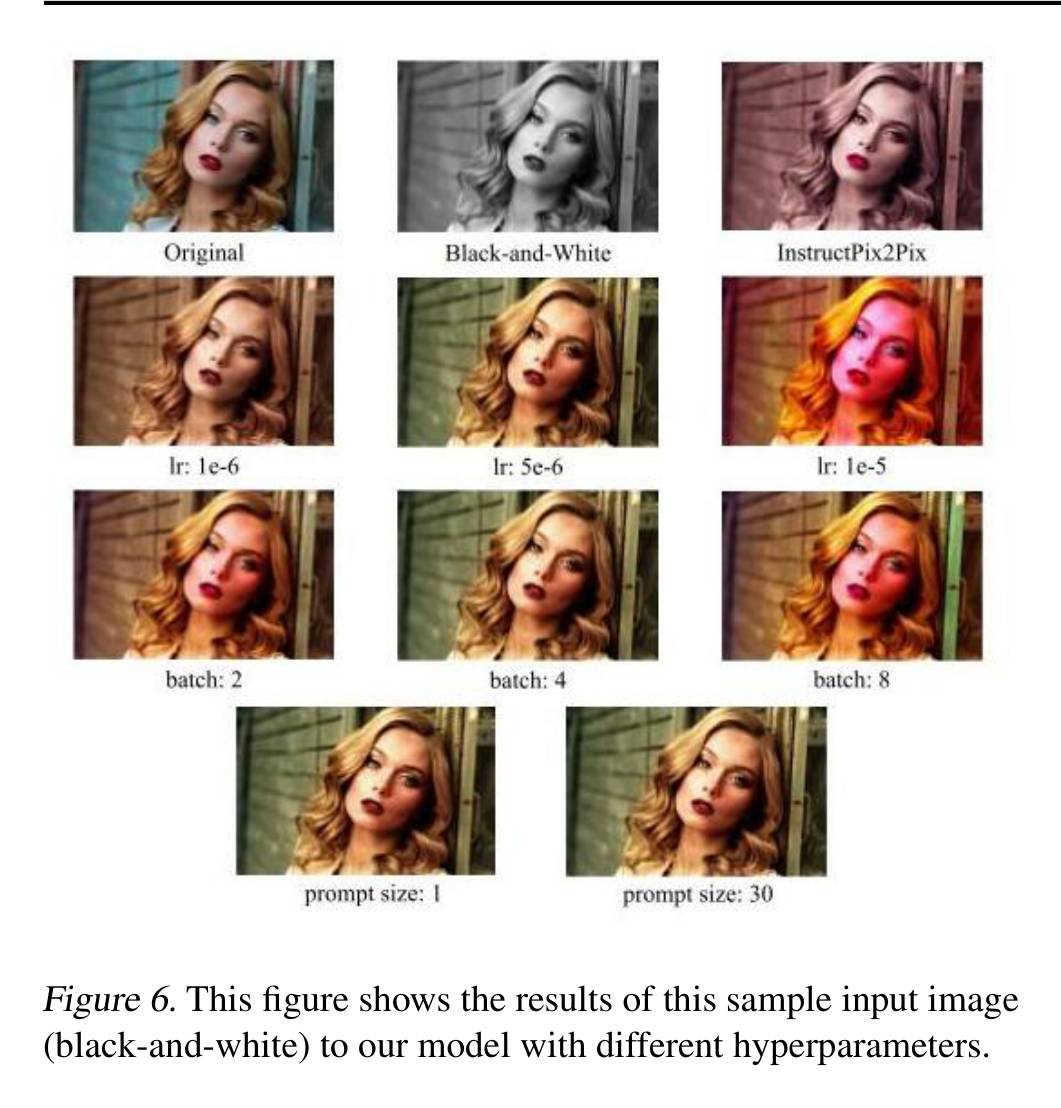 Original
Black-and-White
InstructPix2Pix
lr: 1e-6
lr: 5e-6
lr: 1e-5
batch: 2
batch: 4
batch: 8
prompt size: 1
prompt size: 30
Figure 6. This figure shows the results of this sample input image
(black-and-white) to our model with different hyperparameters.